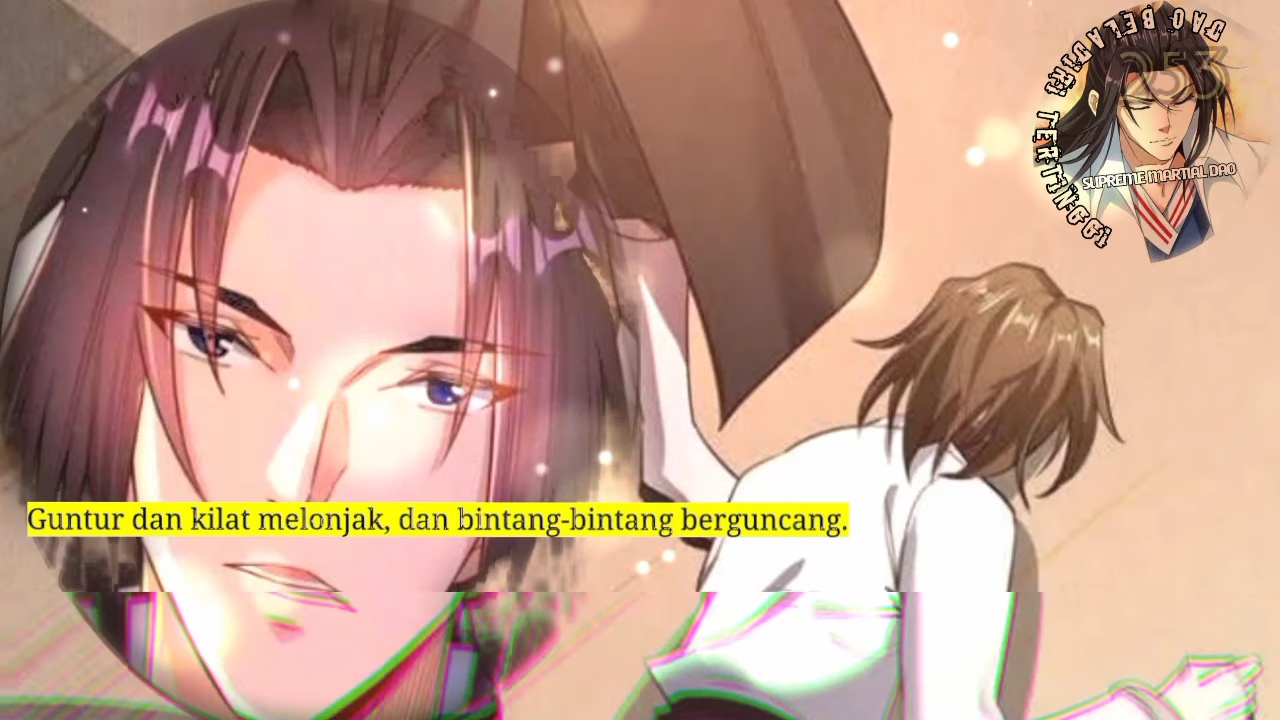 DAO BELADIRI TERTINGGI
253
SUPREME MARTIAL DAO
Guntur dan kilat melonjak, dan bintang-bintang berguncang.